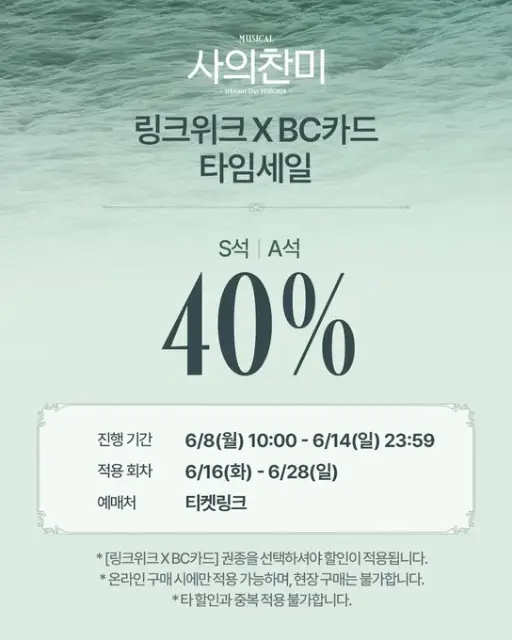 MUSICAL
사의찬미
링크위크 X BC카드
타임세일
S석 | A석
40%
진행 기간 6/8(월) 10:00 - 6/14(일) 23:59
적용 회차 6/16(화) - 6/28(일)
예매처 티켓링크
* [링크위크 X BC카드] 권종을 선택하셔야 할인이 적용됩니다.
* 온라인 구매 시에만 적용 가능하며, 현장 구매는 불가합니다.
* 타 할인과 중복 적용 불가합니다.